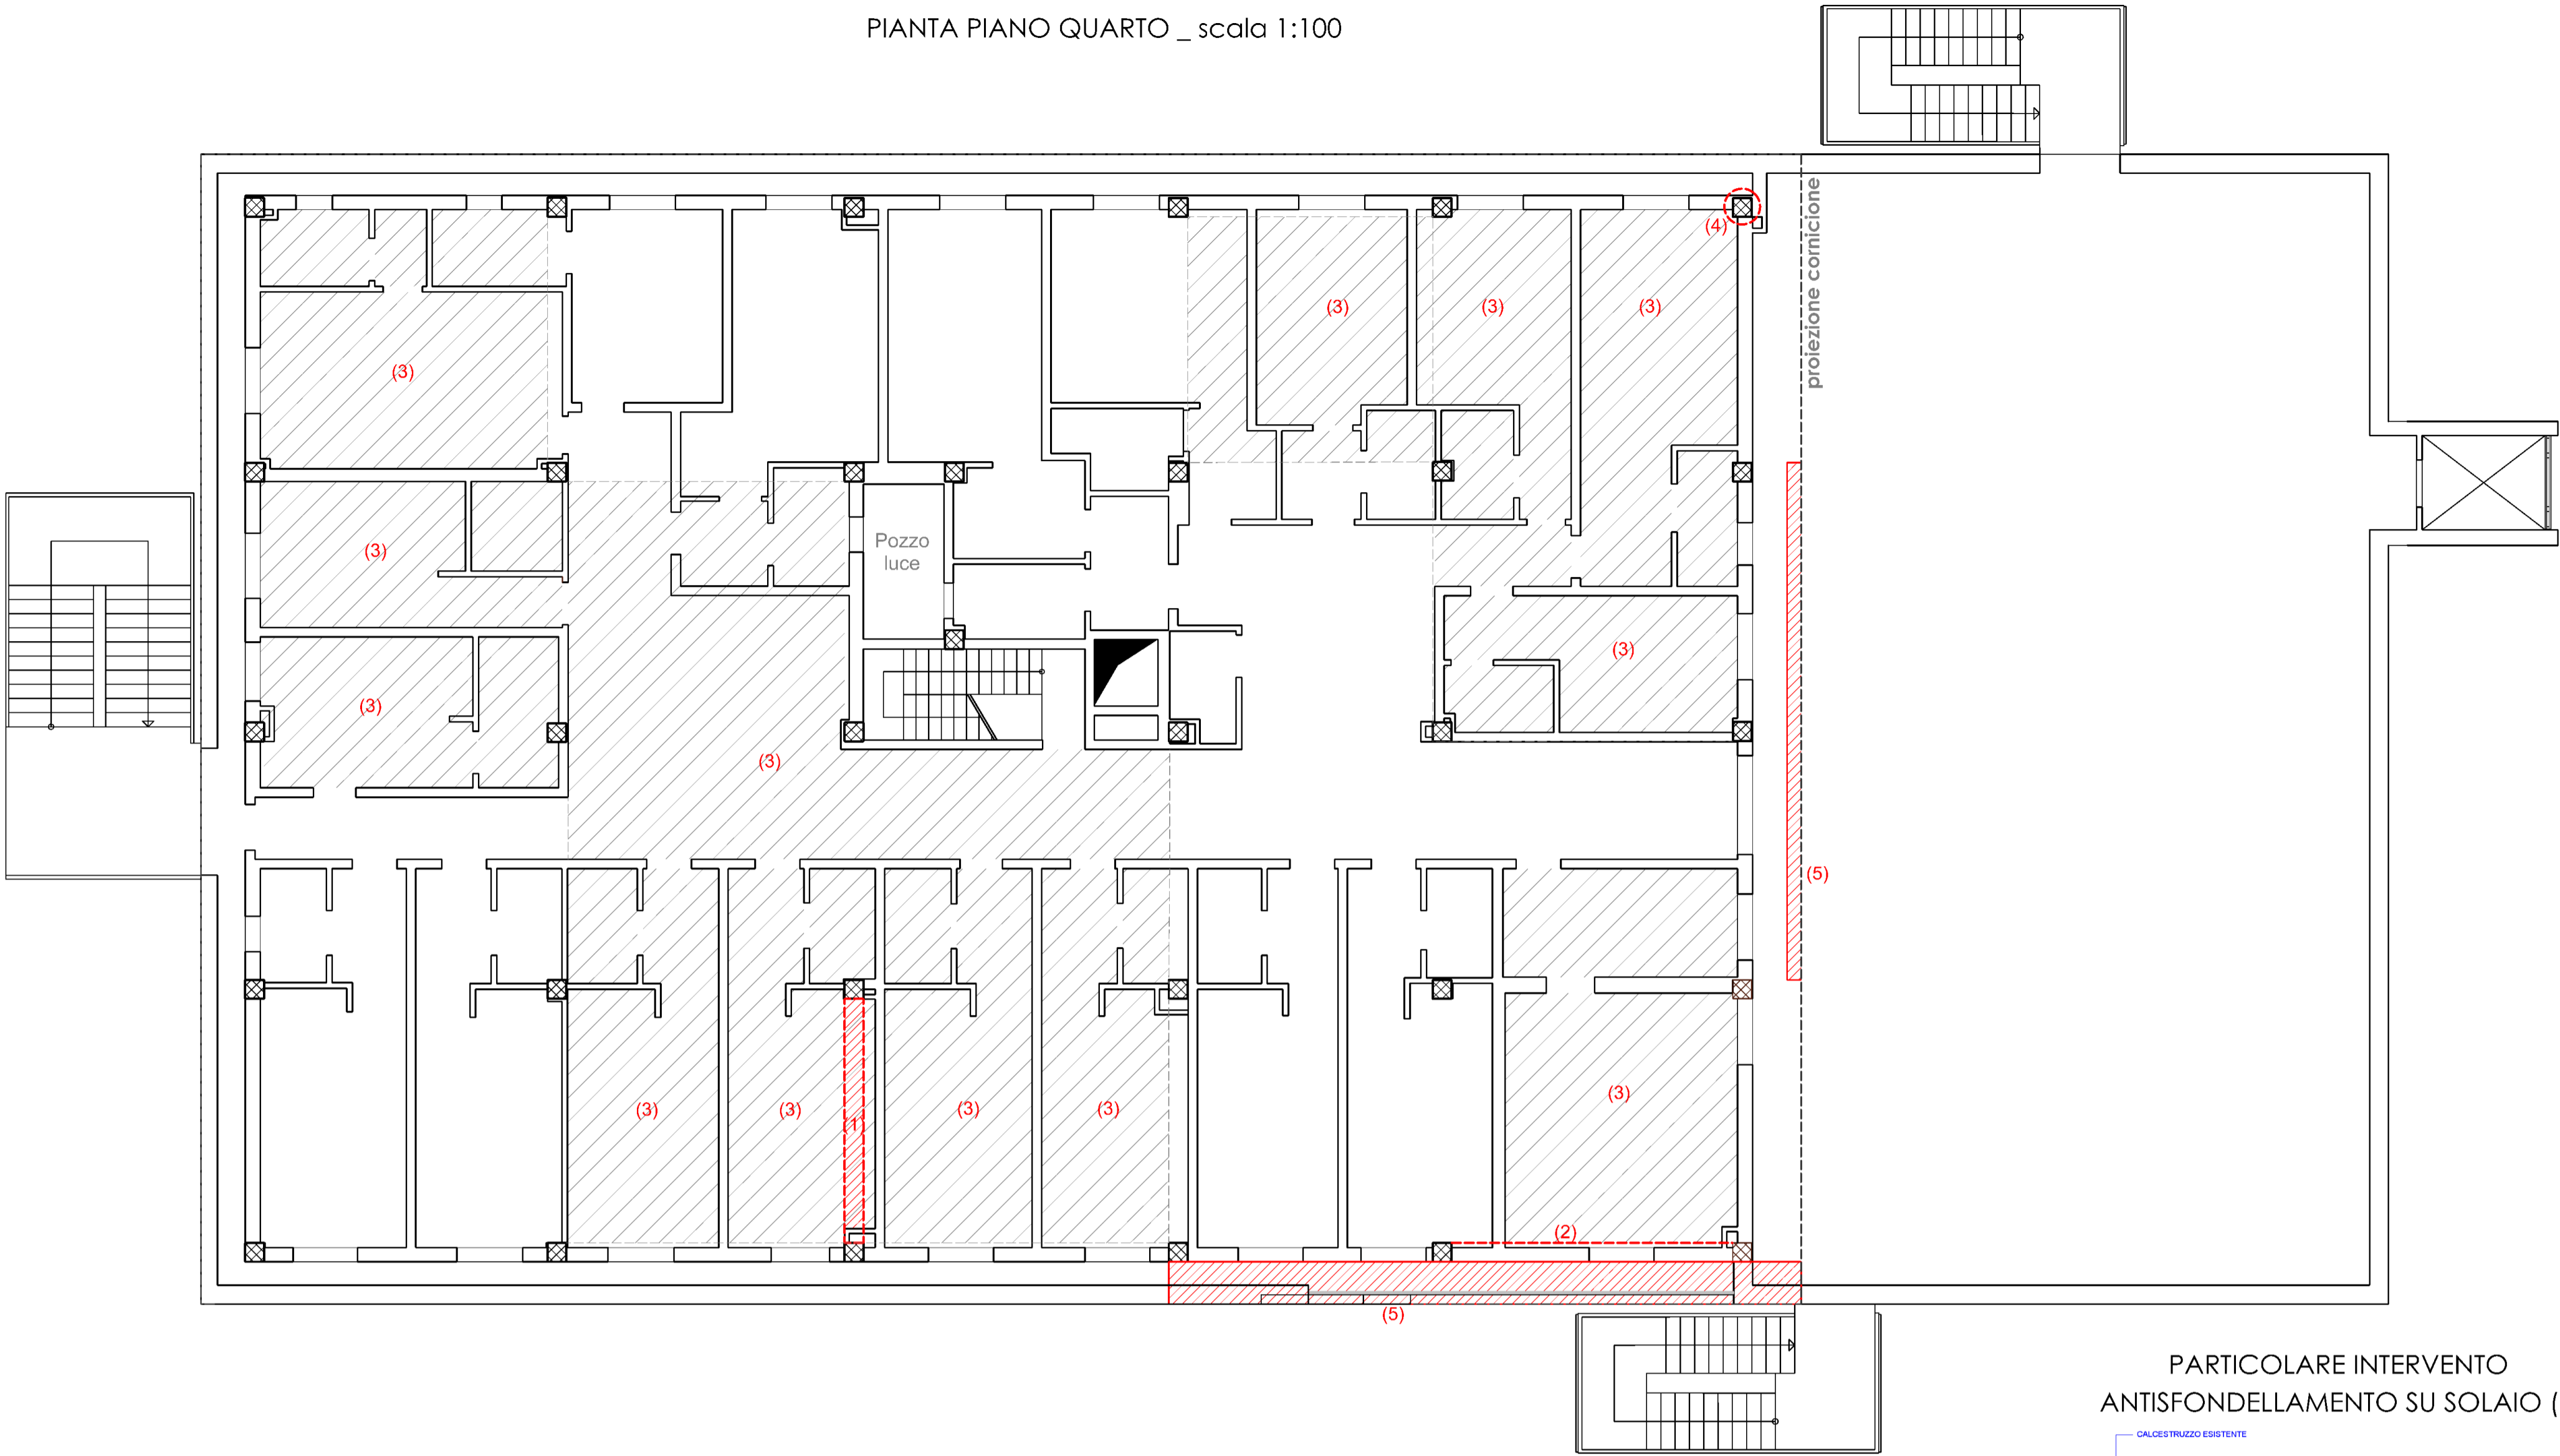 PIANTA PIANO QUARTO _ scala 1:100
proiezione cornicione
(4)
(3)
(3)
(3)
(3)
(3)
Pozzo
luce
(3)
(3)
(3)
(5)
(3)
(3)
(3)
(3)
(3)
(1)
(2)
(5)
PARTICOLARE INTERVENTO
ANTISFONDELLAMENTO SU SOLAIO (
CALCESTRUZZO ESISTENTE